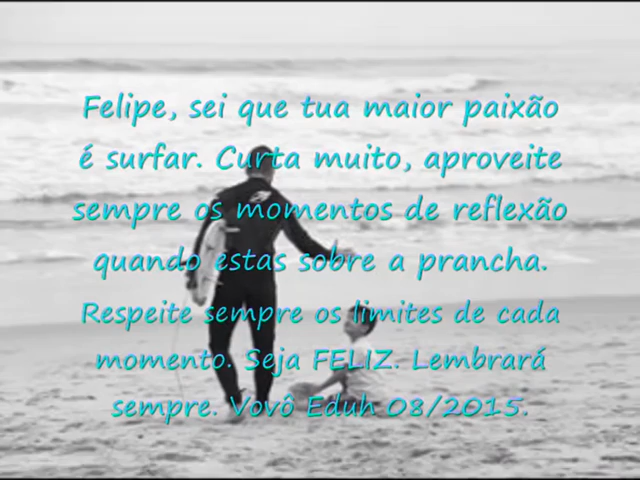 Felipe, sei que tua maior paixão
é surfar. Curta muito, aproveite
sempre os momentos de reflexão
quando estas sobre a prancha.
Respeite sempre os limites de cada
momento. Seja FELIZ. Lembrará
sempre. Vovô Eduh 08/2015.